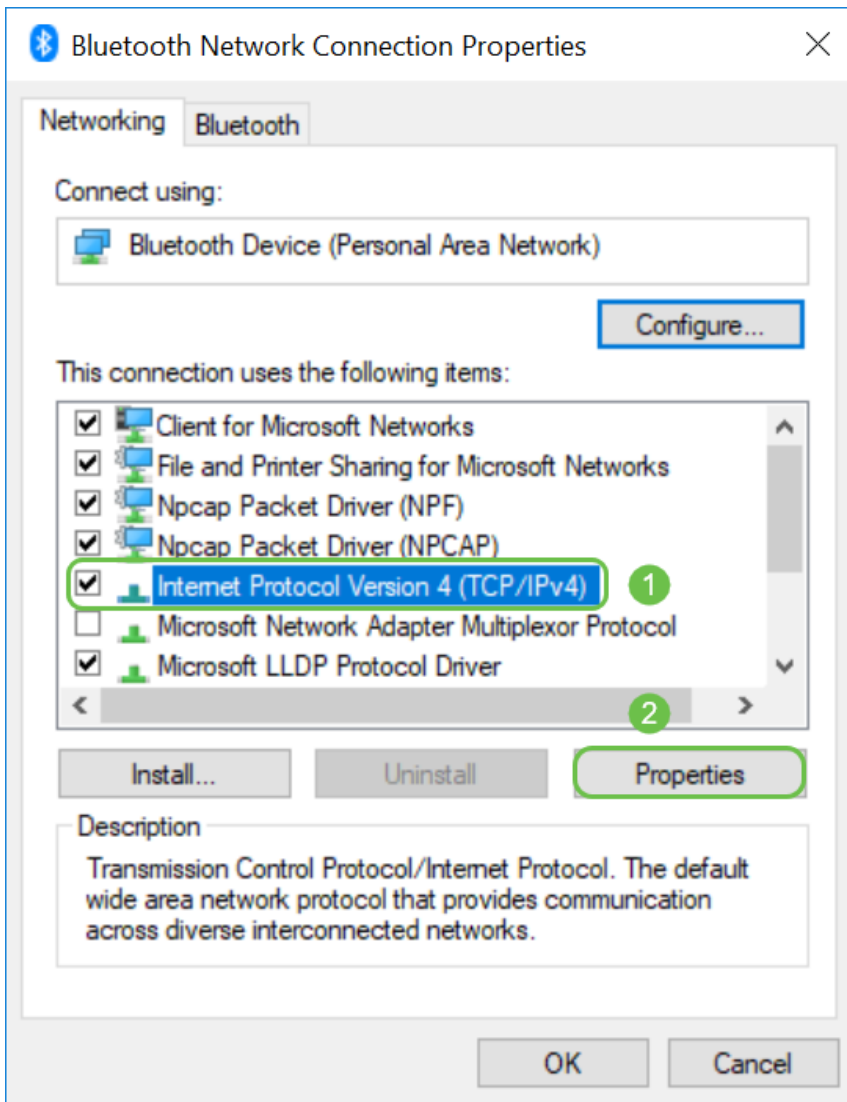 Bluetooth Network Connection Properties
Networking
Bluetooth
Connect using:
Bluetooth Device (Personal Area Network)
Configure...
This connection uses the following items:
Client for Microsoft Networks
File and Printer Sharing for Microsoft Networks
Npcap Packet Driver (NPF)
Npcap Packet Driver (NPCAP)
Internet Protocol Version 4 (TCP/IPv4) 1
Microsoft Network Adapter Multiplexor Protocol
Microsoft LLDP Protocol Driver
2
Install...
Uninstall
Properties
Description
Transmission Control Protocol/Internet Protocol. The default
wide area network protocol that provides communication
across diverse interconnected networks.
OK
Cancel